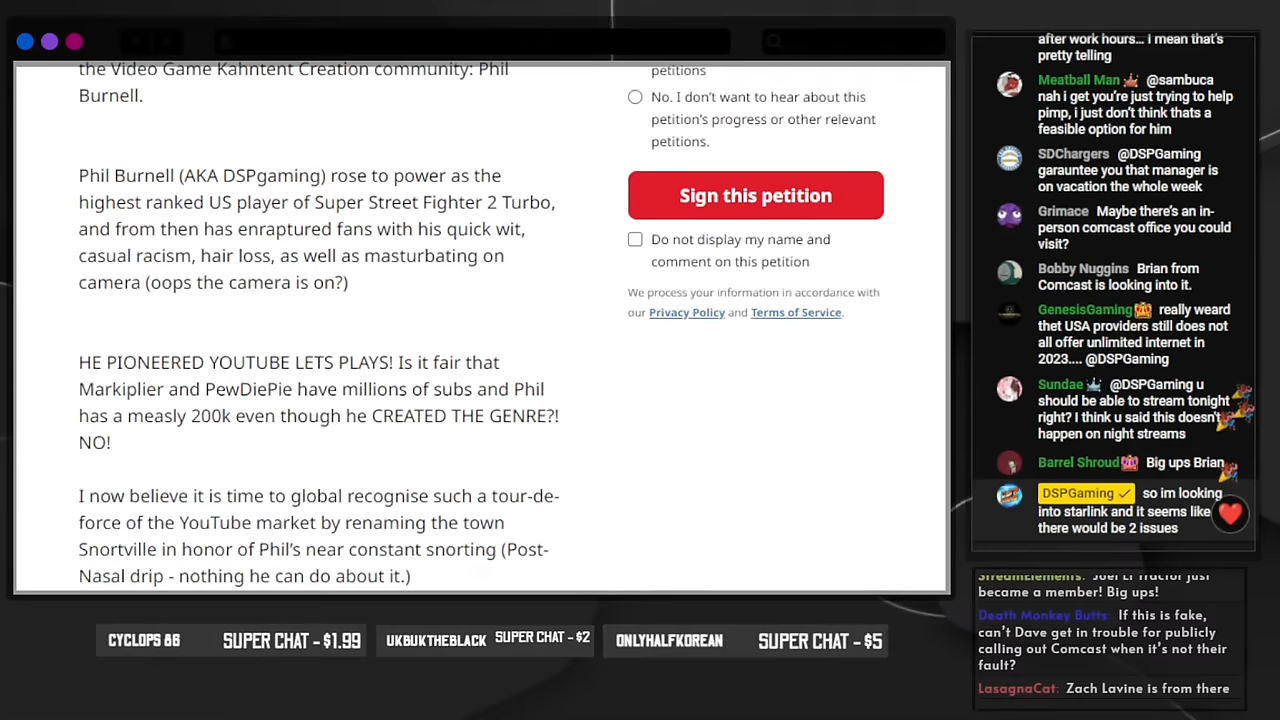 the Video Game Kahntent Creation community: Phil
Burnell.
Phil Burnell (AKA DSPgaming) rose to power as the
highest ranked US player of Super Street Fighter 2 Turbo,
and from then has enraptured fans with his quick wit,
casual racism, hair loss, as well as masturbating on
camera (oops the camera is on?)
HE PIONEERED YOUTUBE LETS PLAYS! Is it fair that
Markiplier and PewDiePie have millions of subs and Phil
has a measly 200k even though he CREATED THE GENRE?!
NO!
I now believe it is time to global recognise such a tour-de-
force of the YouTube market by renaming the town
Snortville in honor of Phil's near constant snorting (Post-
Nasal drip - nothing he can do about it.)
petitions
No. I don't want to hear about this
petition's progress or other relevant
petitions.
Sign this petition
Do not display my name and
comment on this petition
We process your information in accordance with
our Privacy Policy and Terms of Service.
after work hours... i mean that's
pretty telling
Meatball Man @sambuca
nah i get you're just trying to help
pimp, i just don't think thats a
feasible option for him
SDChargers @DSPGaming
garauntee you that manager is
on vacation the whole week
Grimace Maybe there's an in-
person comcast office you could
visit?
Bobby Nuggins Brian from
Comcast is looking into it.
GenesisGaming really weard
thet USA providers still does not
all offer unlimited internet in
2023.... @DSPGaming
Sundae @DSPGaming u
should be able to stream tonight
right? I think u said this doesn't
happen on night streams
Barrel Shroud Big ups Brian
DSPGaming so im looking
into starlink and it seems like
there would be 2 issues
StreamElements: Joel Li Tractor just
became a member! Big ups!
Death Monkey Butts: If this is fake,
can't Dave get in trouble for publicly
calling out Comcast when it's not their
fault?
LasagnaCat: Zach Lavine is from there
CYCLOPS 86 SUPER CHAT - $1.99
UKBUKTHEBLACK SUPER CHAT - $2
ONLYHALFKOREAN SUPER CHAT - $5